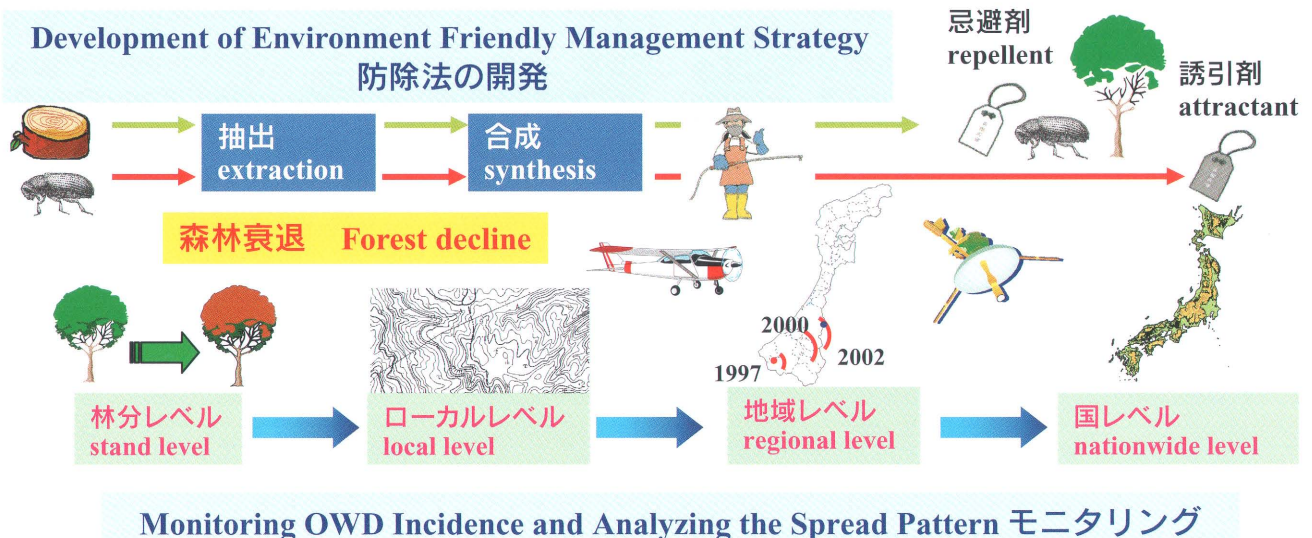 Development of Environment Friendly Management Strategy
防除法の開発
忌避剤
repellent
誘引剤
attractant
抽出
extraction
合成
synthesis
森林衰退 Forest decline
2000
2002
1997
林分レベル
stand level
ローカルレベル
local level
地域レベル
regional level
国レベル
nationwide level
Monitoring OWD Incidence and Analyzing the Spread Pattern モニタリング